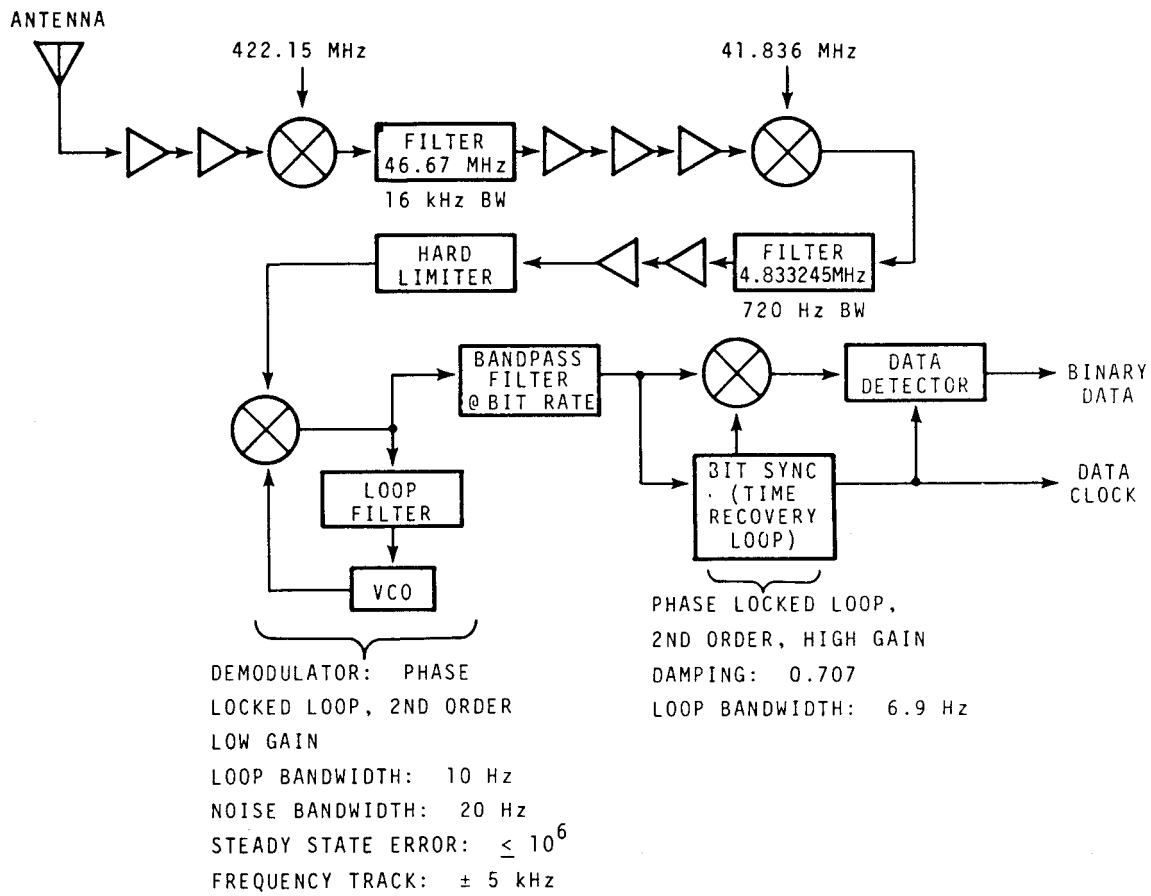 ANTENNA
422.15 MHz
41.836 MHz
FILTER
46.67 MHz
16 kHz BW
HARD
LIMITER
FILTER
4.833245MHz
720 Hz BW
BANDPASS
FILTER
@ BIT RATE
DATA
DETECTOR
BINARY
DATA
LOOP
FILTER
BIT SYNC
(TIME
RECOVERY
LOOP)
DATA
CLOCK
VCO
DEMODULATOR: PHASE
LOCKED LOOP, 2ND ORDER
LOW GAIN
LOOP BANDWIDTH: 10 Hz
NOISE BANDWIDTH: 20 Hz
STEADY STATE ERROR: ≤ 10⁶
FREQUENCY TRACK: ± 5 kHz
PHASE LOCKED LOOP,
2ND ORDER, HIGH GAIN
DAMPING: 0.707
LOOP BANDWIDTH: 6.9 Hz